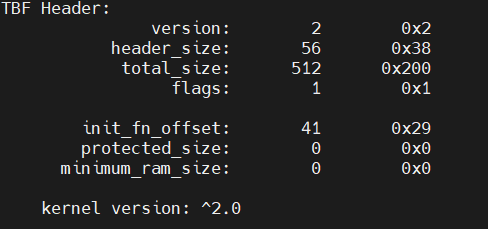 TBF Header:
version: 2 0x2
header_size: 56 0x38
total_size: 512 0x200
flags: 1 0x1
init_fn_offset: 41 0x29
protected_size: 0 0x0
minimum_ram_size: 0 0x0
kernel version: ^2.0